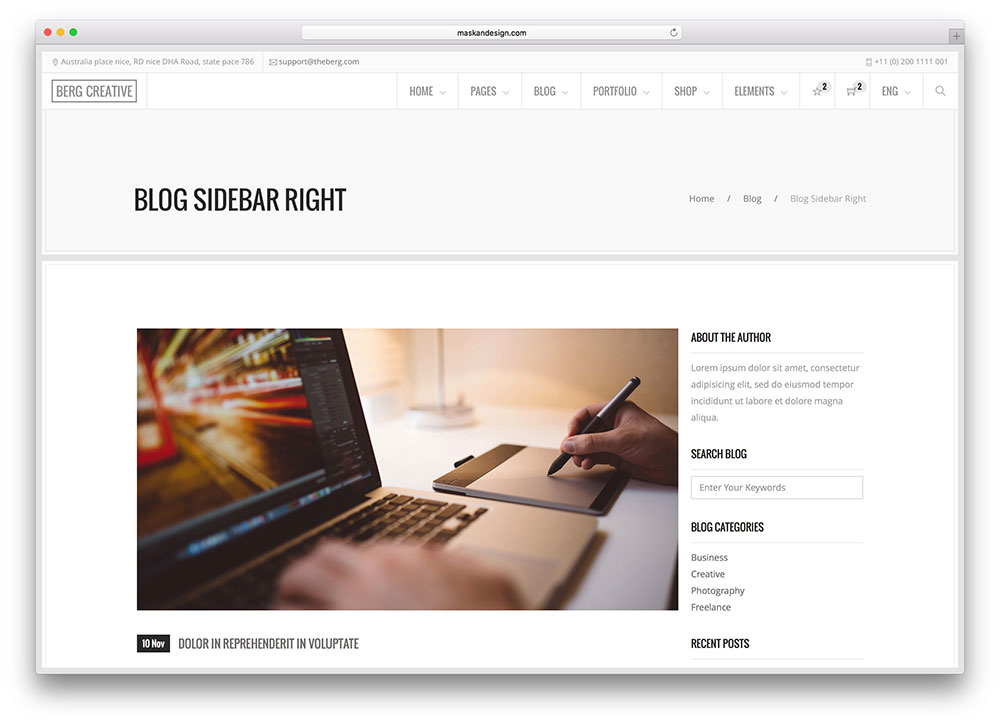 maskandesign.com
Australia place nice, RD nice DHA Road, state pace 786
support@theberg.com
+11 (0) 200 1111 001
BERG CREATIVE
HOME
PAGES
BLOG
PORTFOLIO
SHOP
ELEMENTS
2
2
ENG
BLOG SIDEBAR RIGHT
Home / Blog / Blog Sidebar Right
ABOUT THE AUTHOR
Lorem ipsum dolor sit amet, consectetur
adipisicing elit, sed do eiusmod tempor
incididunt ut labore et dolore magna
aliqua.
SEARCH BLOG
Enter Your Keywords
BLOG CATEGORIES
Business
Creative
Photography
Freelance
RECENT POSTS
10 Nov
DOLOR IN REPREHENDERIT IN VOLUPTATE